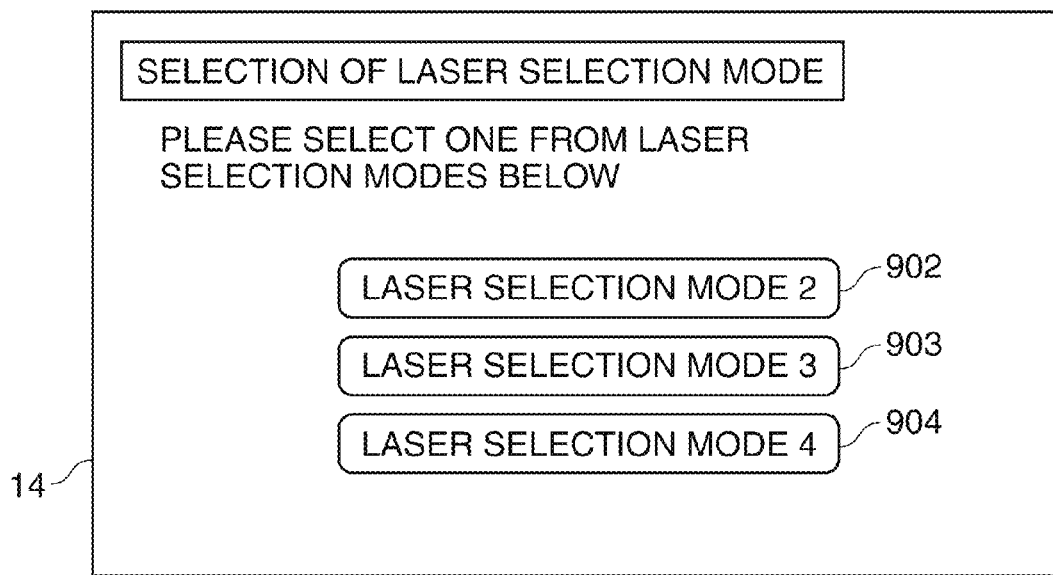 SELECTION OF LASER SELECTION MODE
PLEASE SELECT ONE FROM LASER
SELECTION MODES BELOW
LASER SELECTION MODE 2
902
LASER SELECTION MODE 3
903
LASER SELECTION MODE 4
904
14